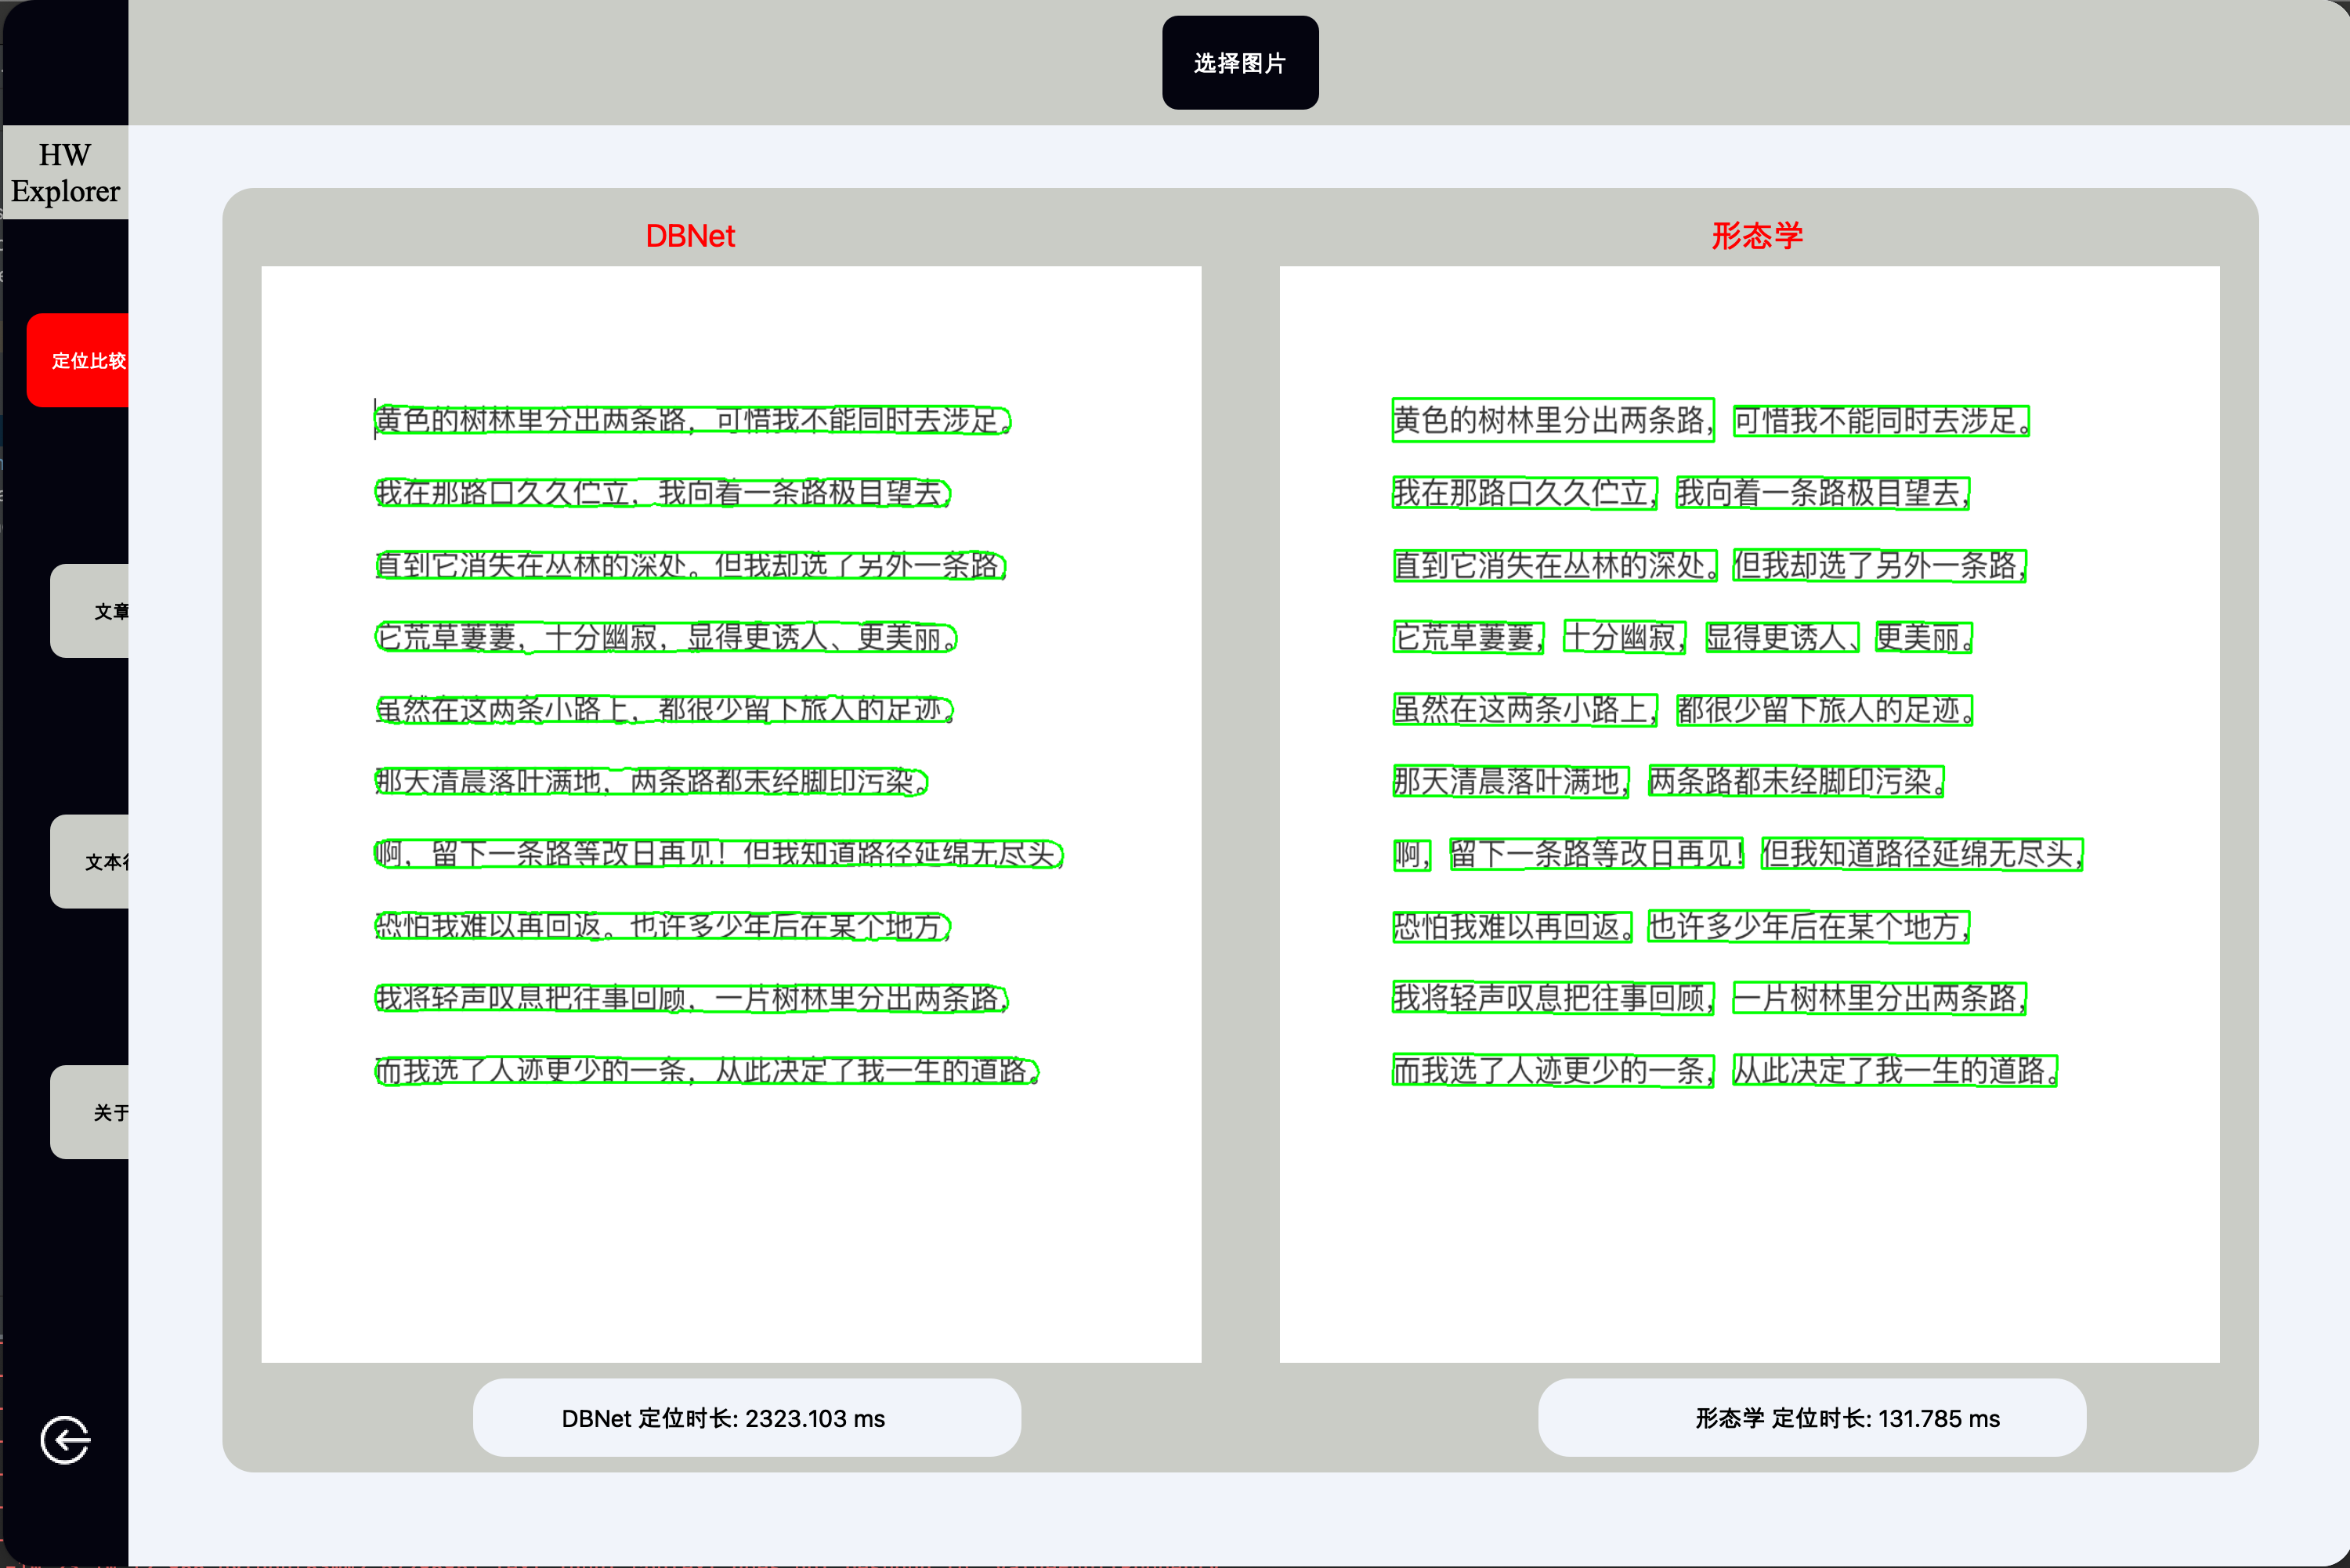 选择图片
HW
Explorer
定位比较
文章
文本
关于
DBNet
黄色的树林里分出两条路，可惜我不能同时去涉足。
我在那路口久久伫立，我向着一条路极目望去，
直到它消失在丛林的深处。但我却选了另外一条路，
它荒草萋萋，十分幽寂，显得更诱人、更美丽。
虽然在这两条小路上，都很少留下旅人的足迹。
那天清晨落叶满地，两条路都未经脚印污染。
啊，留下一条路等改日再见！但我知道路径延绵无尽头，
恐怕我难以再回返。也许多少年后在某个地方，
我将轻声叹息把往事回顾，一片树林里分出两条路，
而我选了人迹更少的一条，从此决定了我一生的道路。
DBNet 定位时长: 2323.103 ms
形态学
黄色的树林里分出两条路，可惜我不能同时去涉足。
我在那路口久久伫立，我向着一条路极目望去，
直到它消失在丛林的深处。但我却选了另外一条路，
它荒草萋萋，十分幽寂，显得更诱人、更美丽。
虽然在这两条小路上，都很少留下旅人的足迹。
那天清晨落叶满地，两条路都未经脚印污染。
啊，留下一条路等改日再见！但我知道路径延绵无尽头，
恐怕我难以再回返。也许多少年后在某个地方，
我将轻声叹息把往事回顾，一片树林里分出两条路，
而我选了人迹更少的一条，从此决定了我一生的道路。
形态学 定位时长: 131.785 ms